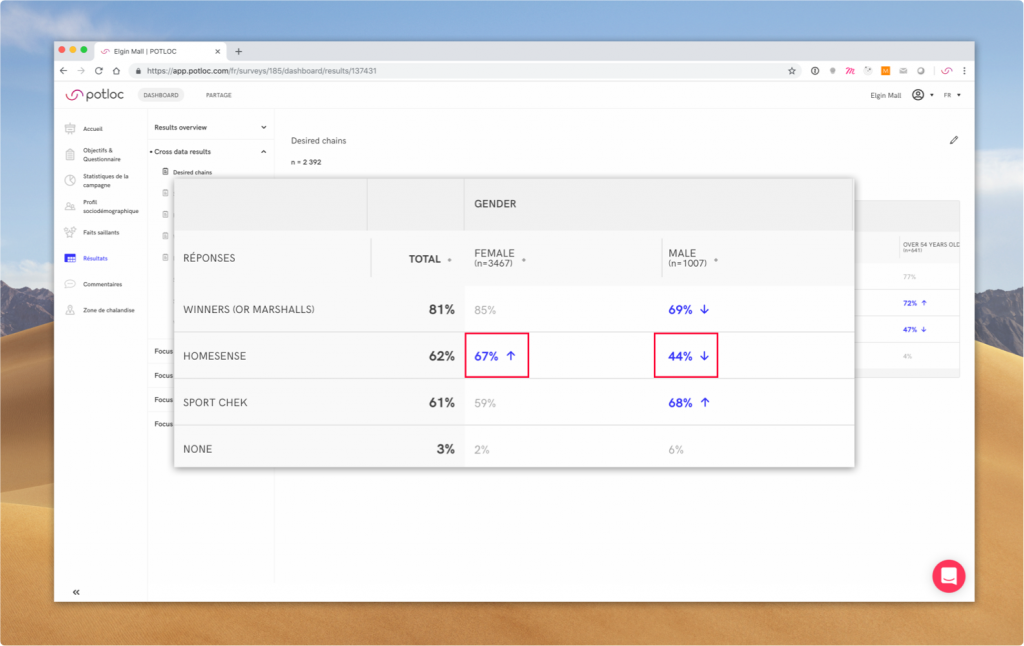 Elgin Mall | POTLOC
https://app.potloc.com/fr/surveys/185/dashboard/results/137431
potloc
DASHBOARD
PARTAGE
Elgin Mall
FR
Accueil
Objectifs &
Questionnaire
Statistiques de la
campagne
Profil
sociodémographique
Faits saillants
Résultats
Commentaires
Zone de chalandise
Results overview
Cross data results
Desired chains
Focus
Focus
Focus
Focus
Desired chains
n = 2 392
GENDER
RÉPONSES TOTAL FEMALE MALE
(n=3467) (n=1007)
WINNERS (OR MARSHALLS) 81% 85% 69% ↓
HOMESENSE 62% 67% ↑ 44% ↓
SPORT CHEK 61% 59% 68% ↑
NONE 3% 2% 6%
OVER 54 YEARS OLD
(n=641)
77%
72% ↑
47% ↓
4%